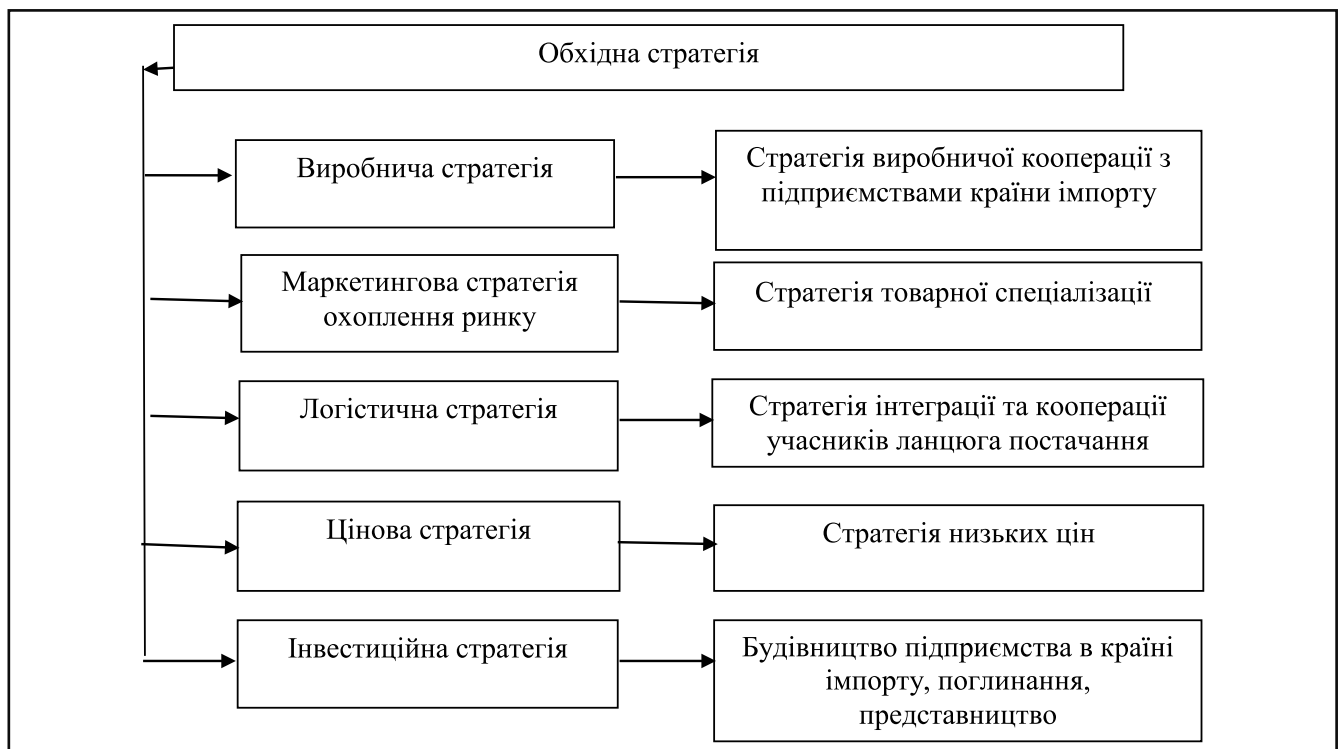 Обхідна стратегія
Виробнича стратегія
Стратегія виробничої кооперації з
підприємствами країни імпорту
Маркетингова стратегія
охоплення ринку
Стратегія товарної спеціалізації
Логістична стратегія
Стратегія інтеграції та кооперації
учасників ланцюга постачання
Цінова стратегія
Стратегія низьких цін
Інвестиційна стратегія
Будівництво підприємства в країні
імпорту, поглинання,
представництво